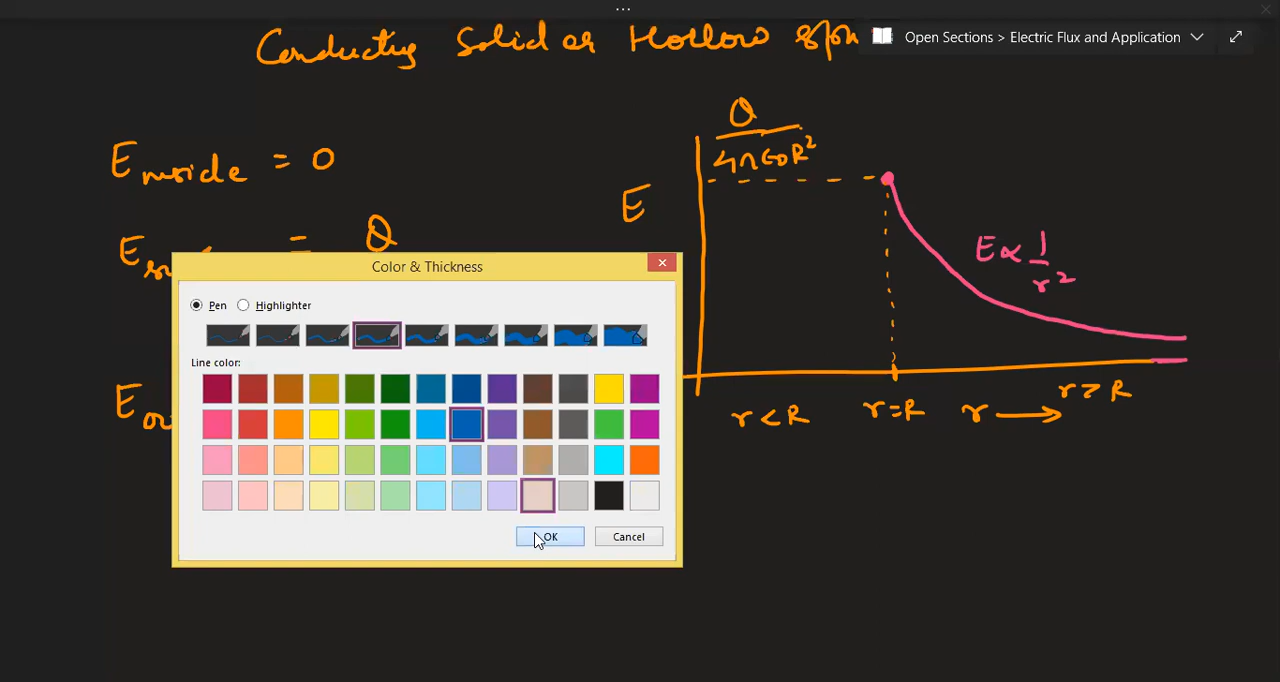 Conducting Solid or Hollow
Open Sections > Electric Flux and Application
E inside = 0
Q
4πϵ0R²
E
E = Q
E ∝ 1
r²
Color & Thickness
Pen Highlighter
Line color:
OK Cancel
r < R r = R r → r > R